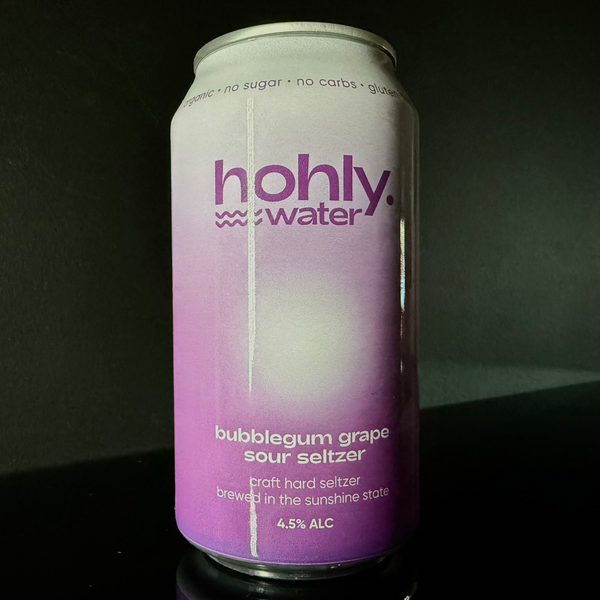 organic • no sugar • no carbs •
hohly.
water
bubblegum grape
sour seltzer
craft hard seltzer
brewed in the sunshine state
4.5% ALC